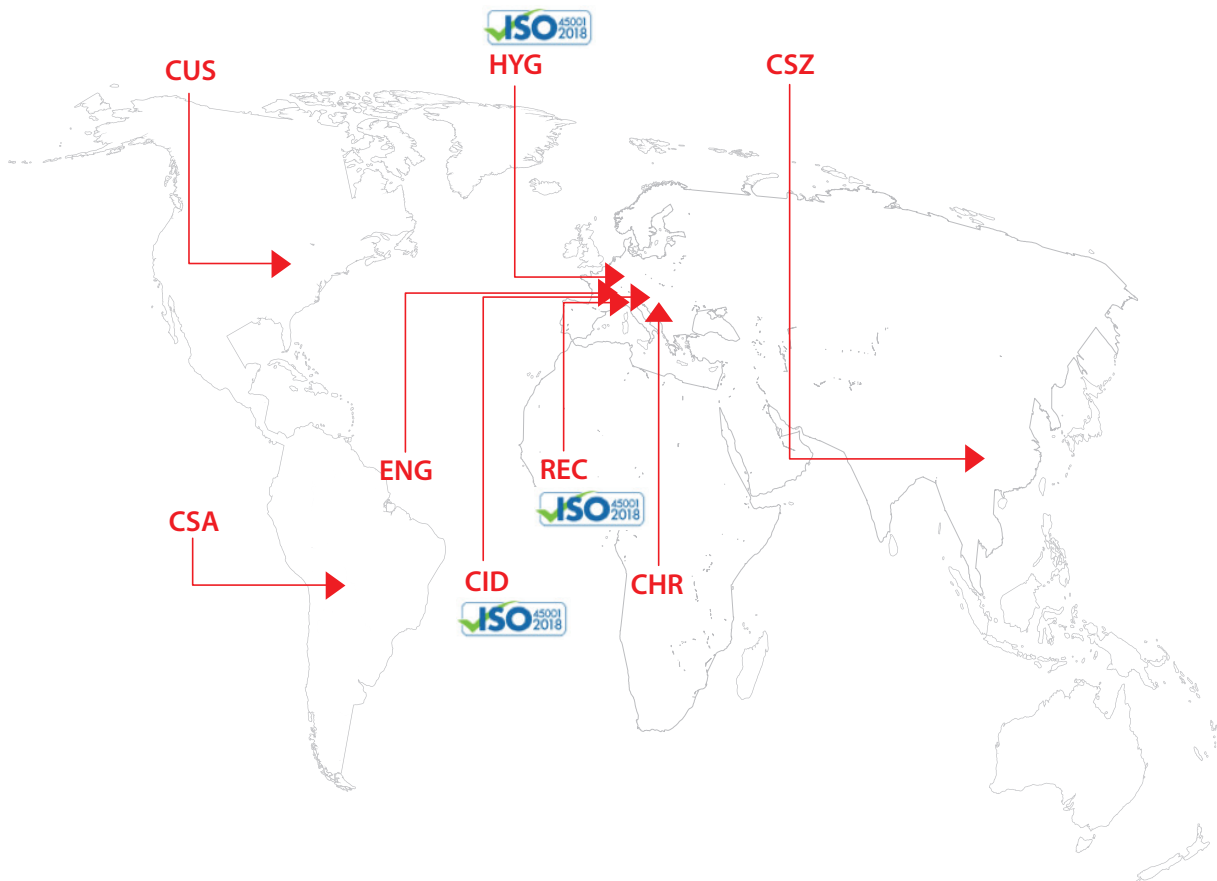 ISO 45001 2018
CUS
HYG
CSZ
ENG
REC
ISO 45001 2018
CSA
CID
CHR
ISO 45001 2018